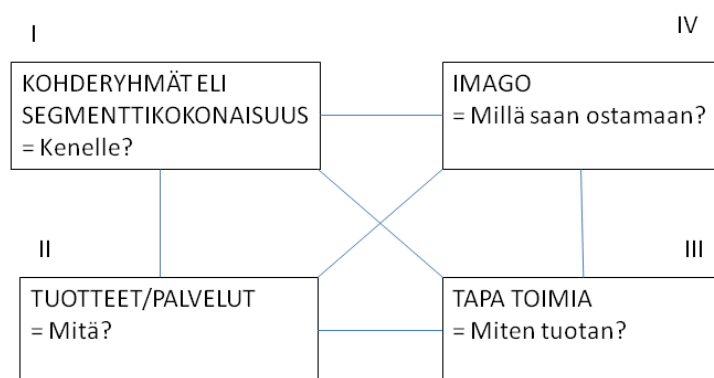 I
KOHDERYHMÄT ELI
SEGMENTTIKOKONAISUUS
= Kenelle?
IV
IMAGO
= Millä saan ostamaan?
II
TUOTTEET/PALVELUT
= Mitä?
III
TAPA TOIMIA
= Miten tuotan?